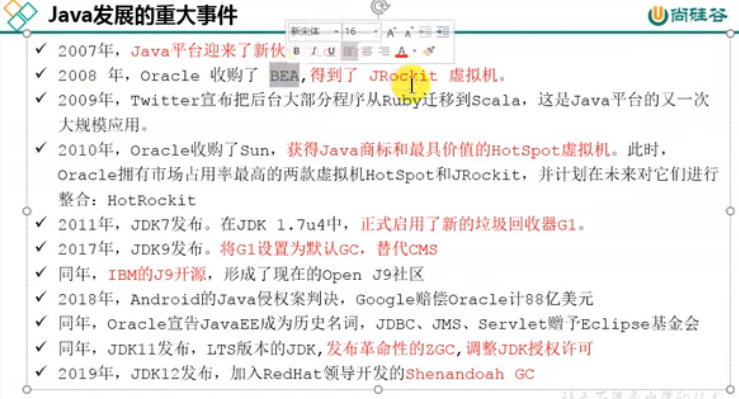 Java发展的重大事件
尚硅谷
新宋体
16
B I U
A
2007年，Java平台迎来了新伙
2008 年，Oracle 收购了 BEA,得到了 JRockit 虚拟机。
2009年，Twitter宣布把后台大部分程序从Ruby迁移到Scala，这是Java平台的又一次
大规模应用。
2010年，Oracle收购了Sun，获得Java商标和最具价值的HotSpot虚拟机。此时，
Oracle拥有市场占用率最高的两款虚拟机HotSpot和JRockit，并计划在未来对它们进行
整合：HotRockit
2011年，JDK7发布。在JDK 1.7u4中，正式启用了新的垃圾回收器G1。
2017年，JDK9发布。将G1设置为默认GC，替代CMS
同年，IBM的J9开源，形成了现在的Open J9社区
2018年，Android的Java侵权案判决，Google赔偿Oracle计88亿美元
同年，Oracle宣告JavaEE成为历史名词，JDBC、JMS、Servlet赠予Eclipse基金会
同年，JDK11发布，LTS版本的JDK,发布革命性的ZGC,调整JDK授权许可
2019年，JDK12发布，加入RedHat领导开发的Shenandoah GC